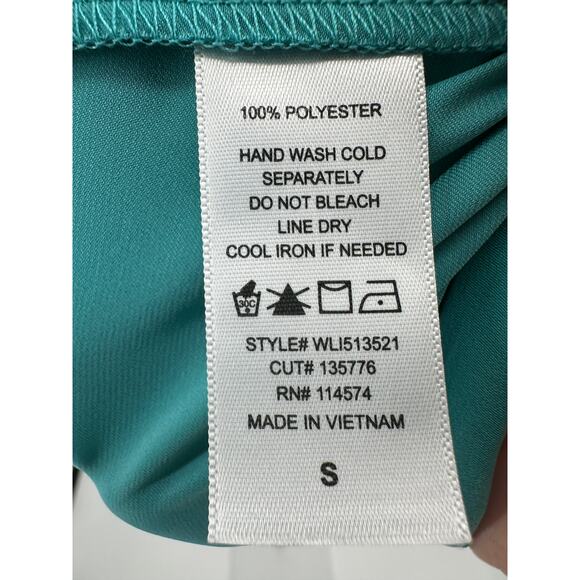 100% POLYESTER
HAND WASH COLD
SEPARATELY
DO NOT BLEACH
LINE DRY
COOL IRON IF NEEDED
30C
STYLE# WLI513521
CUT# 135776
RN# 114574
MADE IN VIETNAM
S